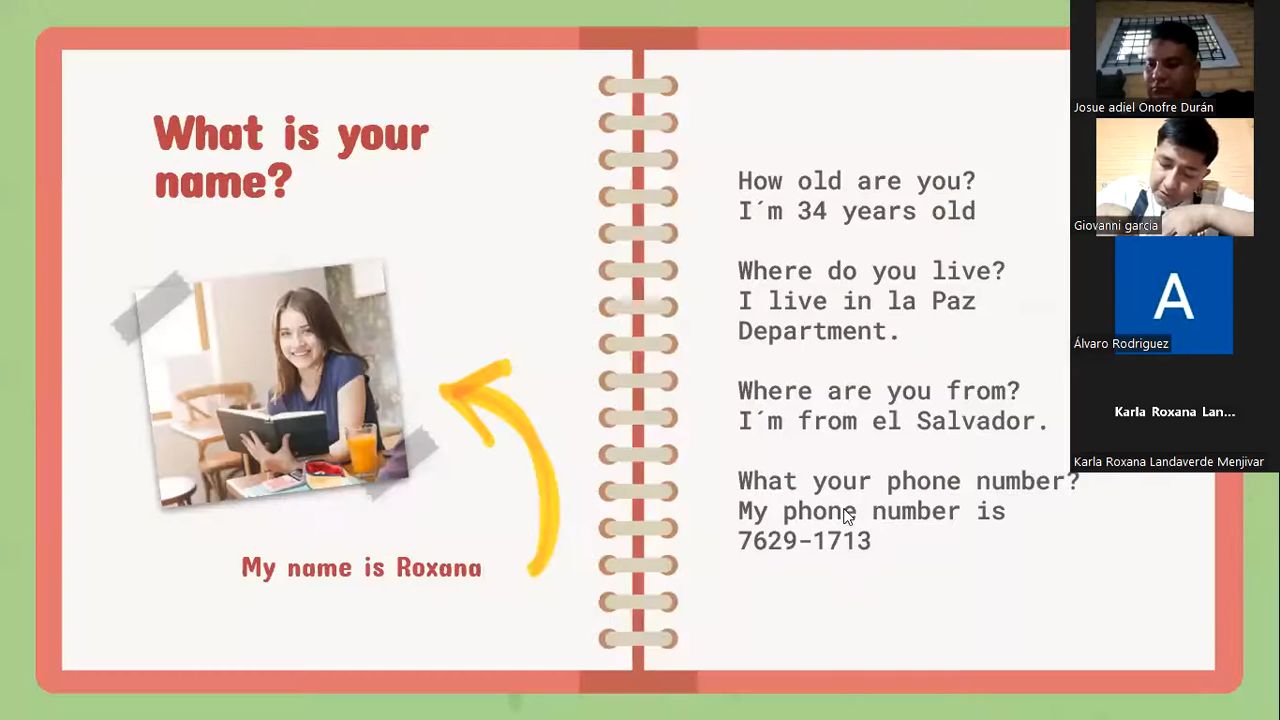 What is your
name?
My name is Roxana
How old are you?
I´m 34 years old
Where do you live?
I live in la Paz
Department.
Where are you from?
I´m from el Salvador.
What your phone number?
My phone number is
7629-1713
Josue adiel Onofre Durán
Giovanni garcia
A
Álvaro Rodriguez
Karla Roxana Lan...
Karla Roxana Landaverde Menjivar